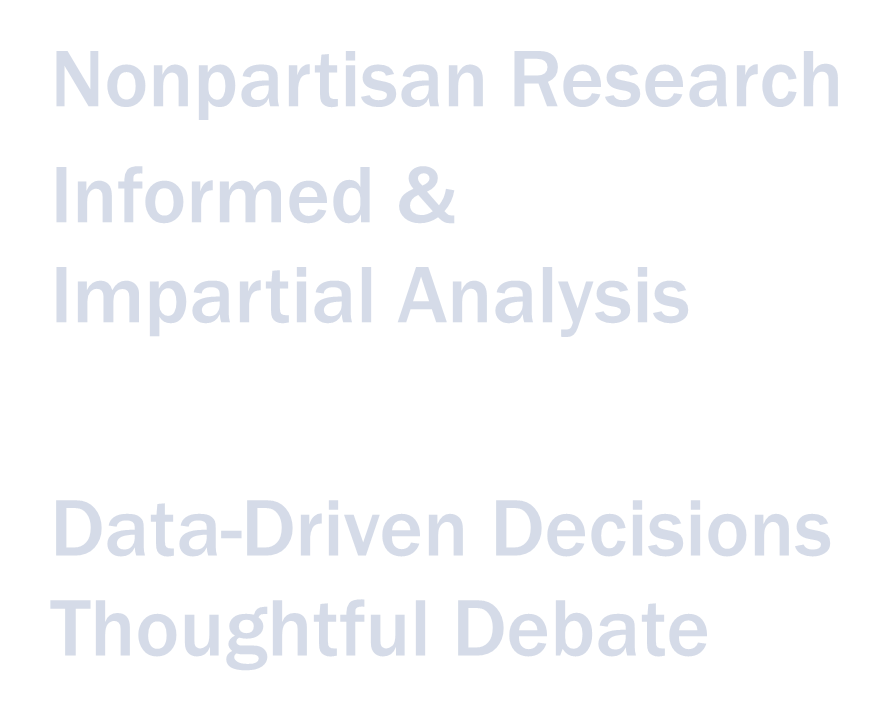 Nonpartisan Research
Informed &
Impartial Analysis
Data-Driven Decisions
Thoughtful Debate